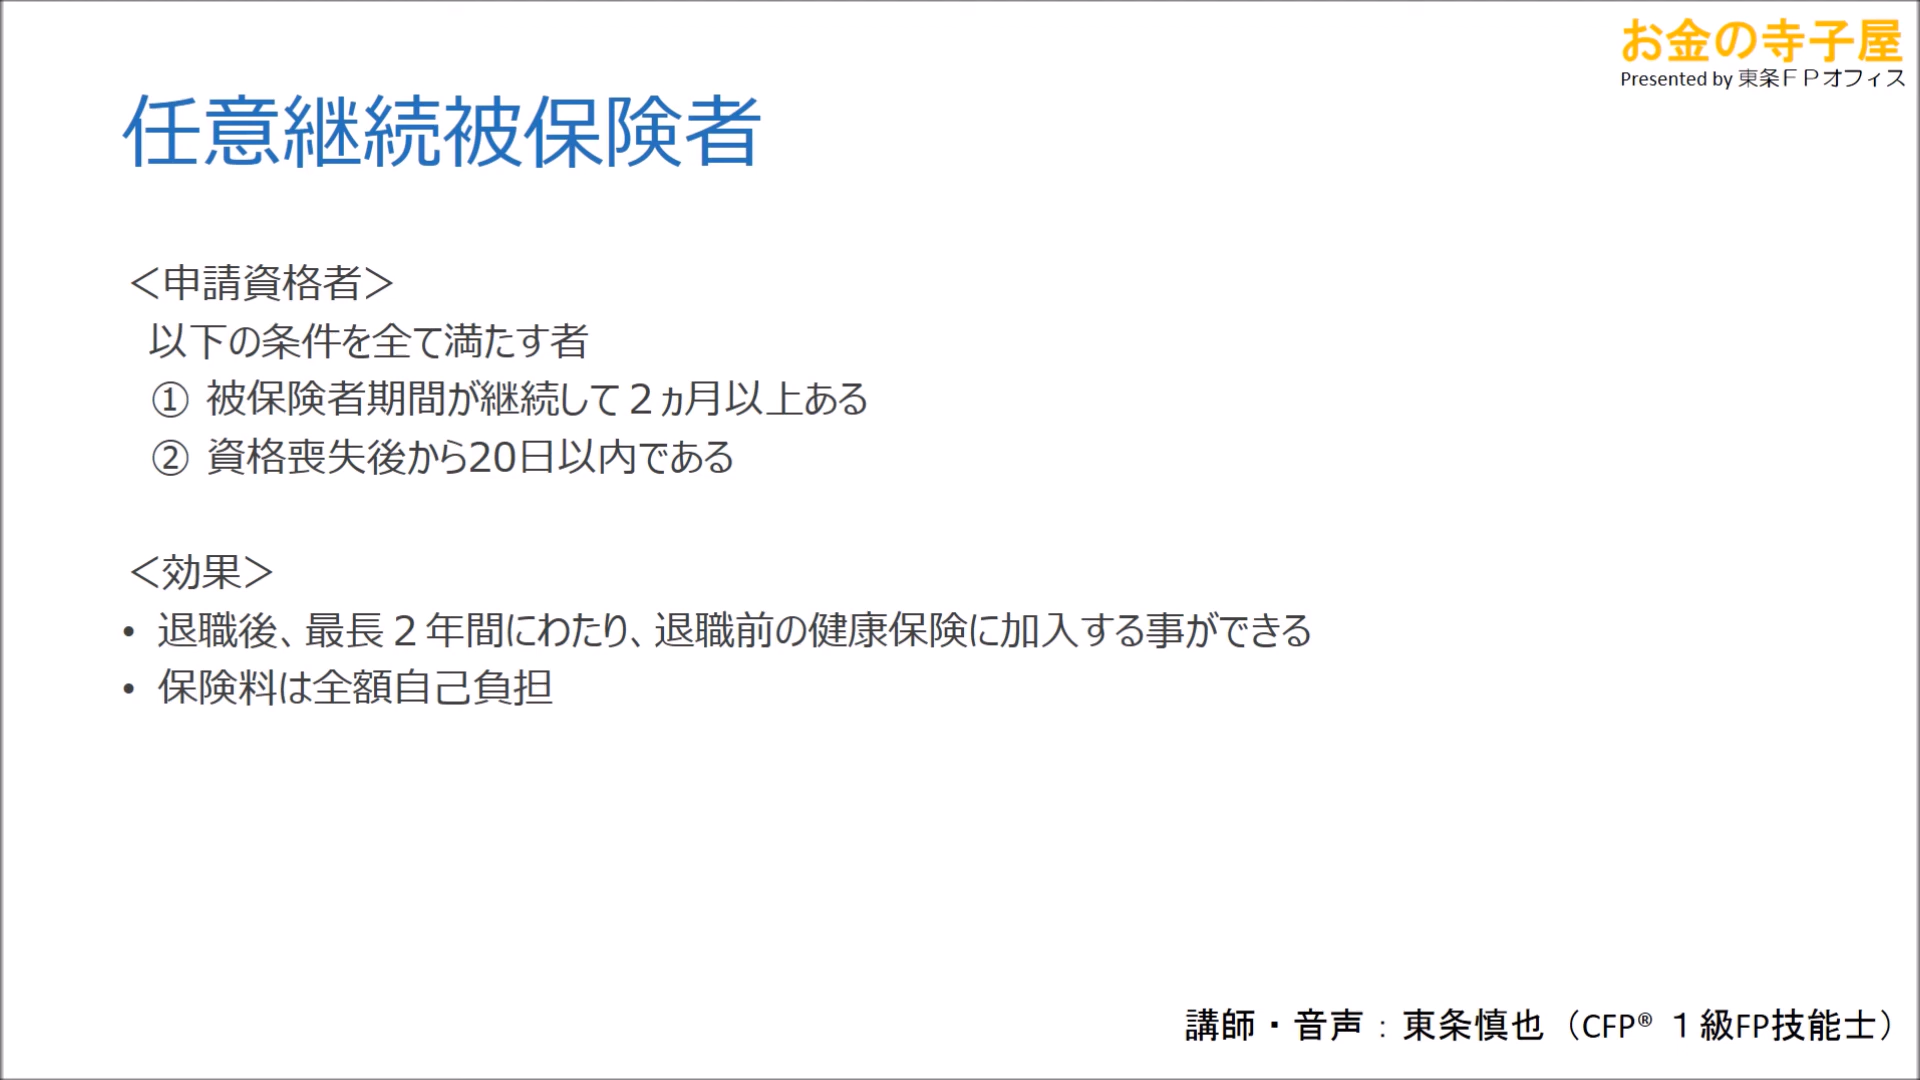 お金の寺子屋
Presented by 東条ＦＰオフィス
任意継続被保険者
＜申請資格者＞
以下の条件を全て満たす者
① 被保険者期間が継続して２ヵ月以上ある
② 資格喪失後から20日以内である
＜効果＞
• 退職後、最長２年間にわたり、退職前の健康保険に加入する事ができる
• 保険料は全額自己負担
講師・音声：東条慎也（CFP® １級FP技能士）